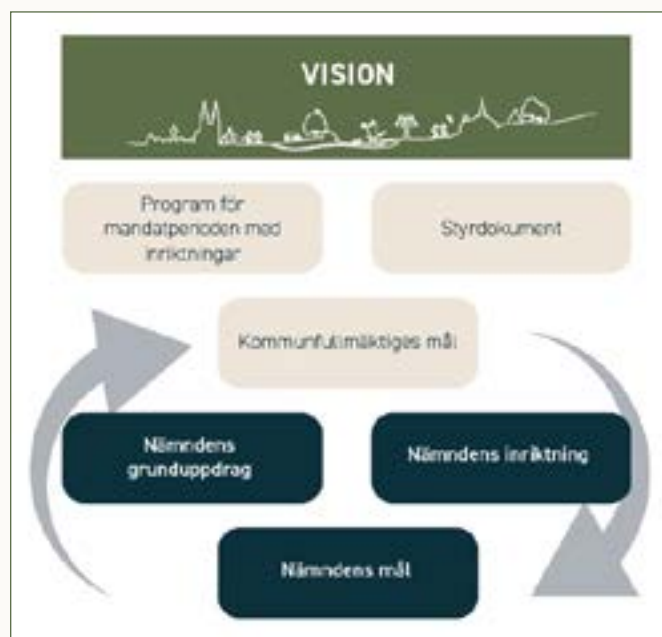 VISION
Program för
mandatperioden med
inriktningar
Styrdokument
Kommunfullmäktiges mål
Nämndens
grunduppdrag
Nämndens inriktning
Nämndens mål